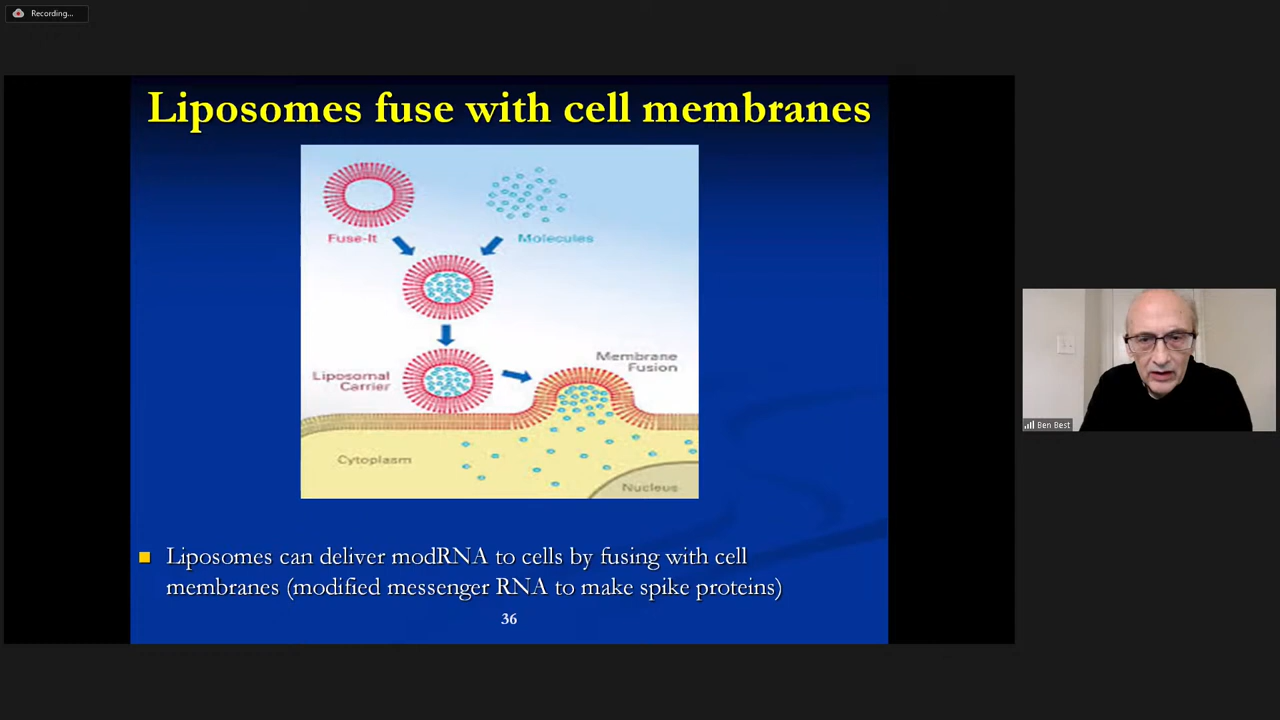 Recording...
Liposomes fuse with cell membranes
Fuse-It
Molecules
Liposomal
Carrier
Membrane
Fusion
Cytoplasm
Nucleus
Liposomes can deliver modRNA to cells by fusing with cell
membranes (modified messenger RNA to make spike proteins)
36
Ben Best